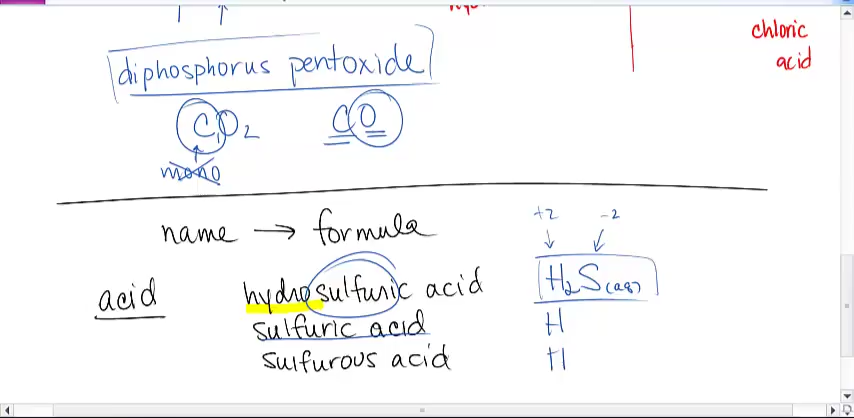 chloric
acid
diphosphorus pentoxide
CO2 CO
mono
name → formula
+2 -2
acid
hydrosulfuric acid H2S(aq)
sulfuric acid H
sulfurous acid H